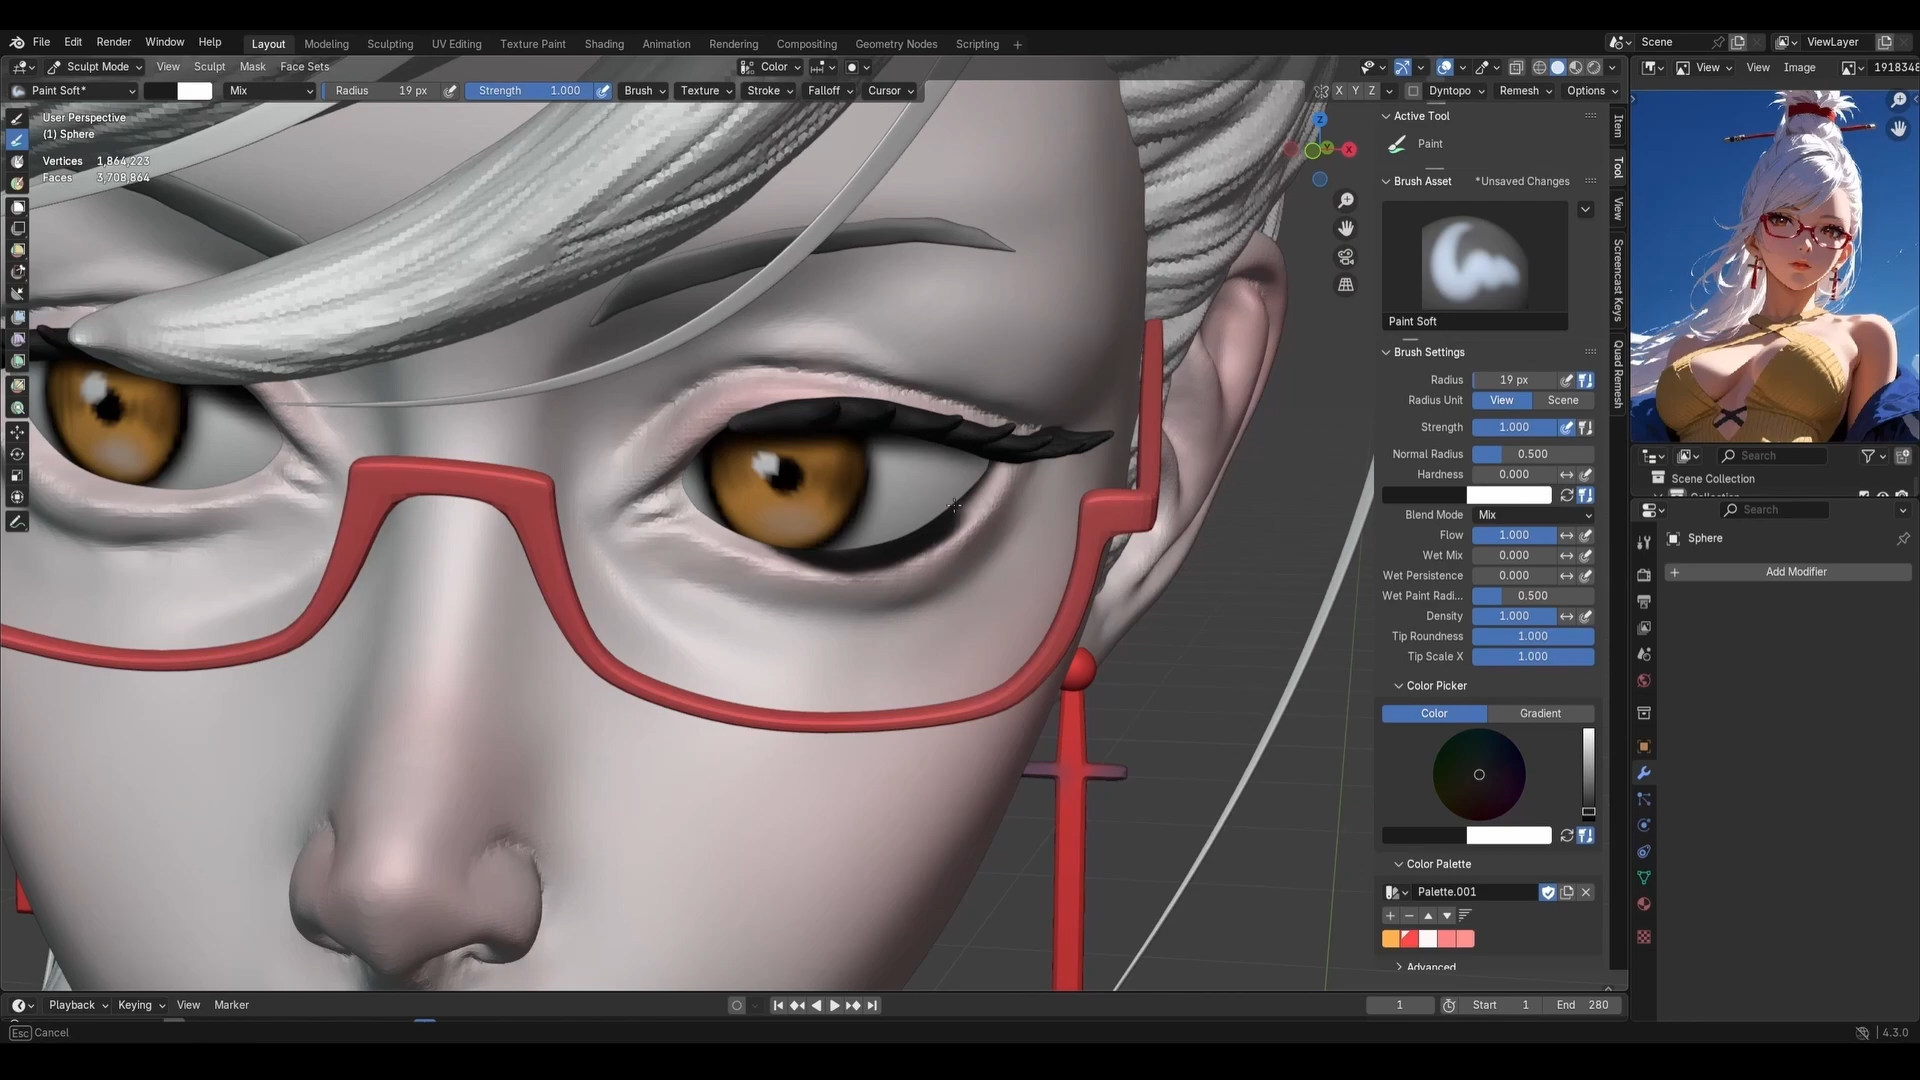 File Edit Render Window Help Layout Modeling Sculpting UV Editing Texture Paint Shading Animation Rendering Compositing Geometry Nodes Scripting + Scene ViewLayer
Sculpt Mode View Sculpt Mask Face Sets Color View View Image 1918348
Paint Soft* Mix Radius 19 px Strength 1.000 Brush Texture Stroke Falloff Cursor X Y Z Dyntopo Remesh Options
User Perspective
(1) Sphere
Vertices 1,864,223
Faces 3,708,864
Z
X
Y
Active Tool
Paint
Brush Asset *Unsaved Changes
Paint Soft
Brush Settings
Radius 19 px
Radius Unit View Scene
Strength 1.000
Normal Radius 0.500
Hardness 0.000
Blend Mode Mix
Flow 1.000
Wet Mix 0.000
Wet Persistence 0.000
Wet Paint Radi... 0.500
Density 1.000
Tip Roundness 1.000
Tip Scale X 1.000
Color Picker
Color Gradient
Color Palette
Palette.001
Advanced
Item
Tool
View
Screencast Keys
Quad Remesh
Search
Scene Collection
Search
Sphere
+ Add Modifier
Playback Keying View Marker 1 Start 1 End 280
Esc Cancel 4.3.0